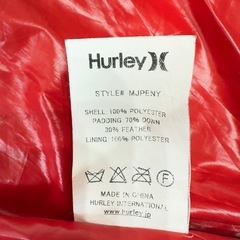 Hurley
STYLE# MJPENY
SHELL 100% POLYESTER
PADDING 70% DOWN
30% FEATHER
LINING 100% POLYESTER
F
MADE IN CHINA
HURLEY INTERNATIONAL
www.hurley.jp